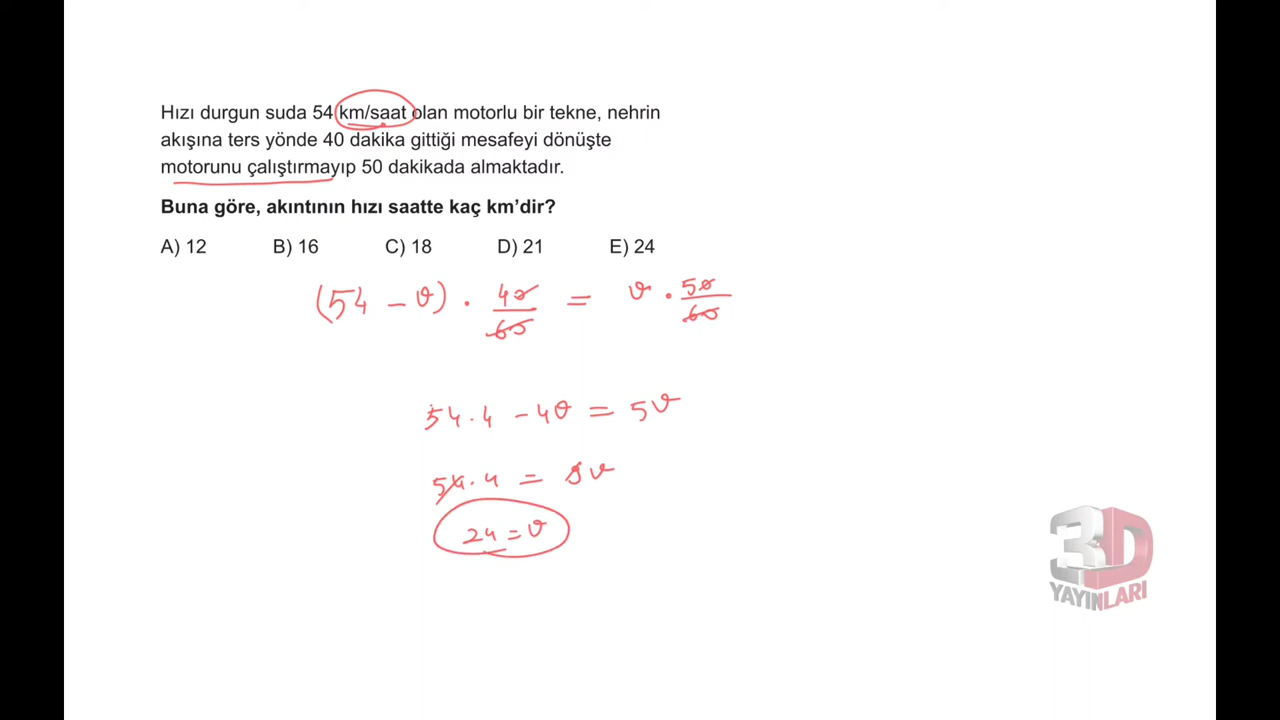 Hızı durgun suda 54 km/saat olan motorlu bir tekne, nehrin
akışına ters yönde 40 dakika gittiği mesafeyi dönüşte
motorunu çalıştırmayıp 50 dakikada almaktadır.
Buna göre, akıntının hızı saatte kaç km’dir?
A) 12 B) 16 C) 18 D) 21 E) 24
(54 - v) · 40/60 = v · 50/60
54.4 - 4v = 5v
54.4 = 9v
24 = v
3D
YAYINLARI